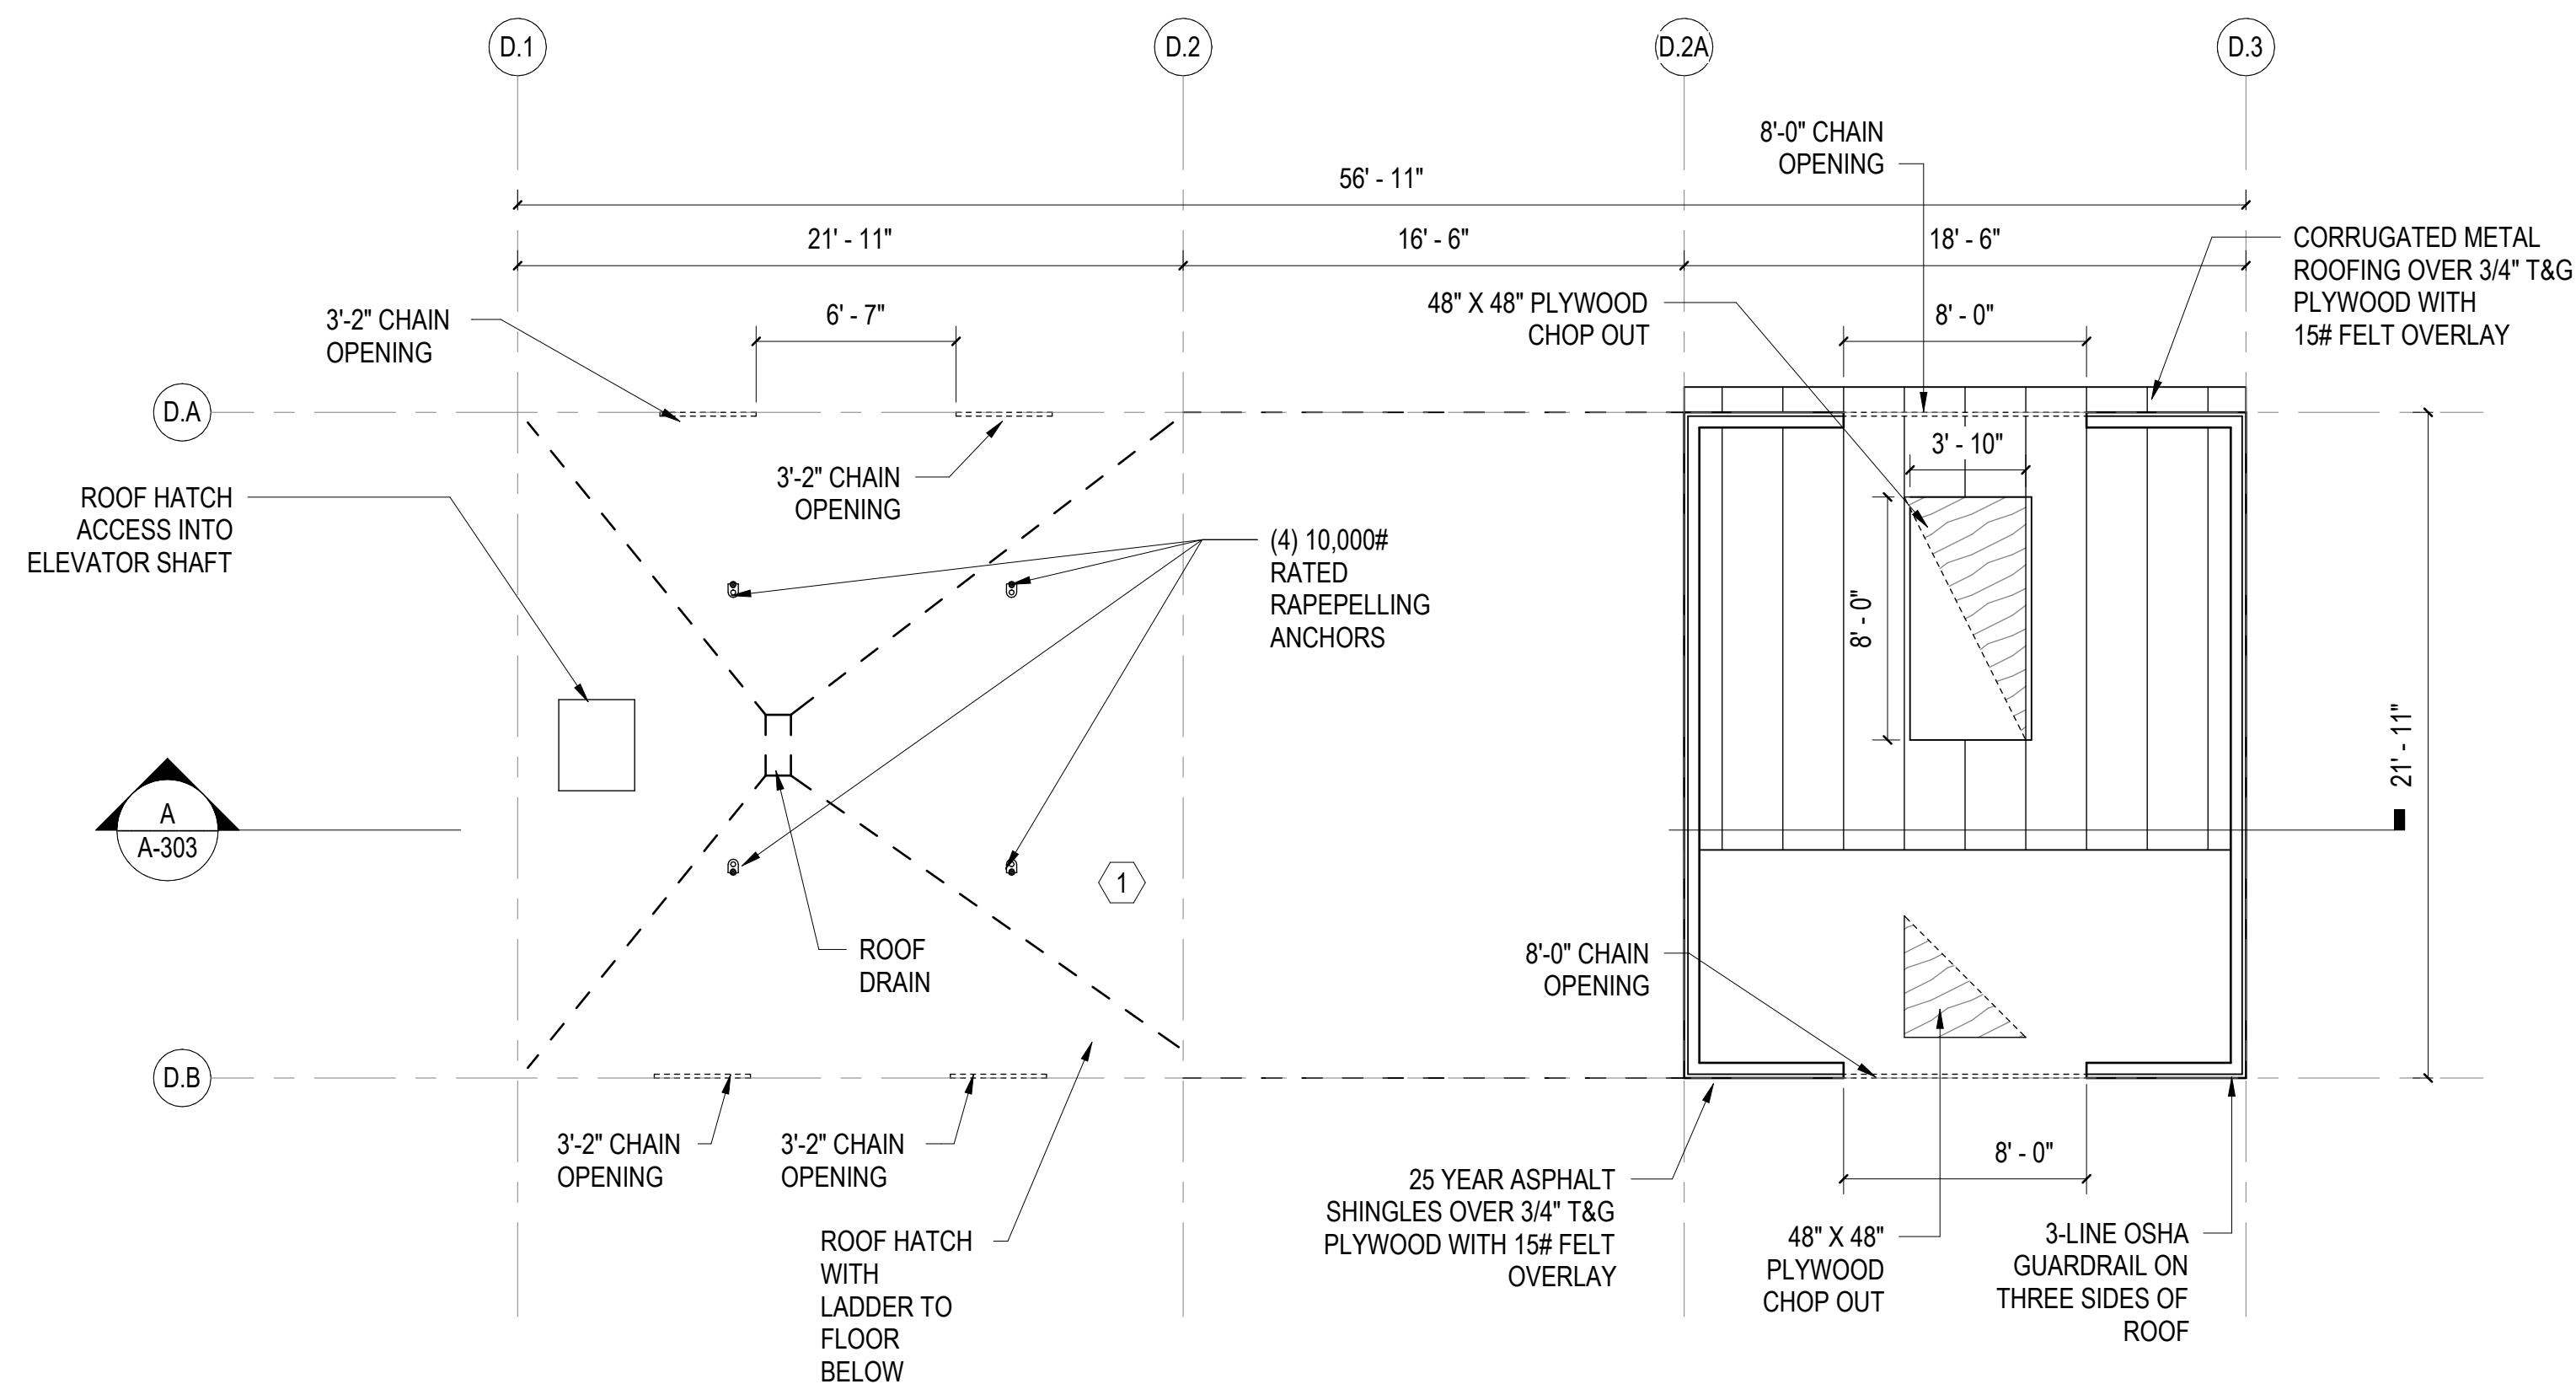 D.1
D.2
D.2A
D.3
8'-0" CHAIN
OPENING
56' - 11"
21' - 11"
16' - 6"
18' - 6"
CORRUGATED METAL
ROOFING OVER 3/4" T&G
PLYWOOD WITH
15# FELT OVERLAY
3'-2" CHAIN
OPENING
6' - 7"
48" X 48" PLYWOOD
CHOP OUT
8' - 0"
D.A
3'-2" CHAIN
OPENING
3' - 10"
ROOF HATCH
ACCESS INTO
ELEVATOR SHAFT
(4) 10,000#
RATED
RAPEPELLING
ANCHORS
8' - 0"
21' - 11"
A
A-303
1
ROOF
DRAIN
8'-0" CHAIN
OPENING
D.B
3'-2" CHAIN
OPENING
3'-2" CHAIN
OPENING
8' - 0"
25 YEAR ASPHALT
SHINGLES OVER 3/4" T&G
PLYWOOD WITH 15# FELT
OVERLAY
ROOF HATCH
WITH
LADDER TO
FLOOR
BELOW
48" X 48"
PLYWOOD
CHOP OUT
3-LINE OSHA
GUARDRAIL ON
THREE SIDES OF
ROOF